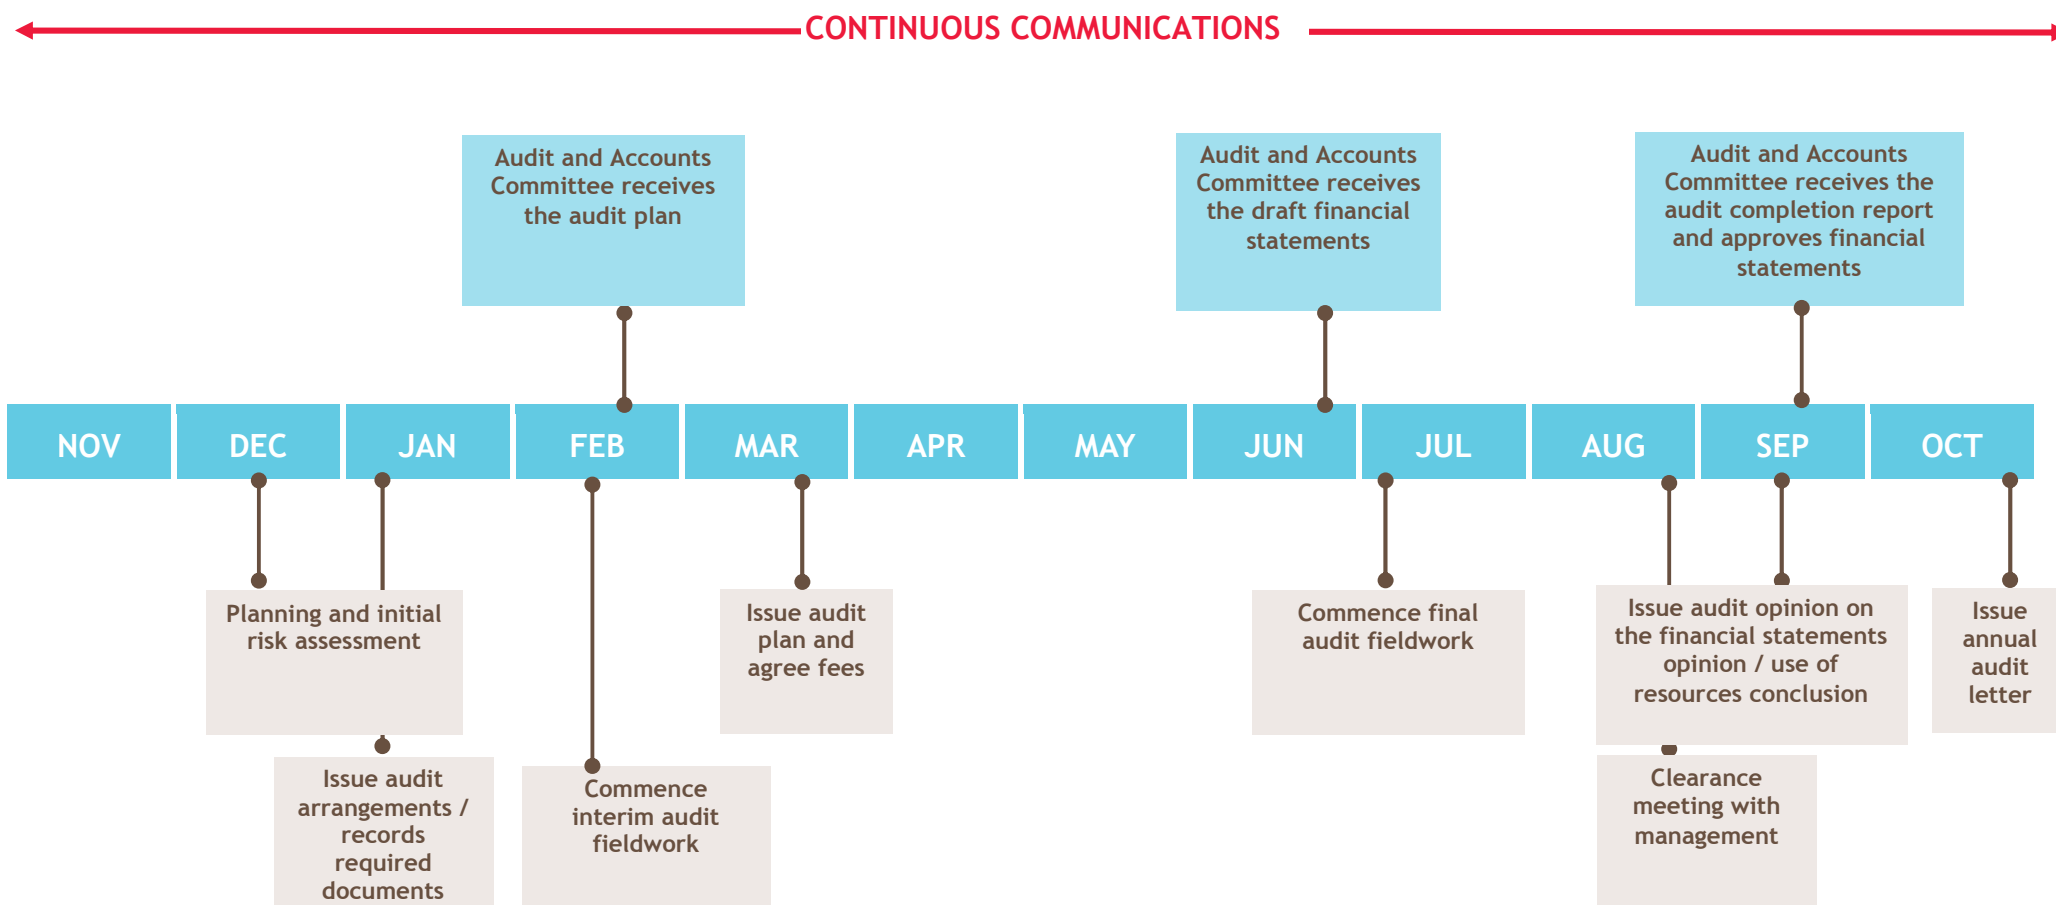 CONTINUOUS COMMUNICATIONS
Audit and Accounts
Committee receives
the audit plan
Audit and Accounts
Committee receives
the draft financial
statements
Audit and Accounts
Committee receives the
audit completion report
and approves financial
statements
NOV
DEC
JAN
FEB
MAR
APR
MAY
JUN
JUL
AUG
SEP
OCT
Planning and initial
risk assessment
Issue audit
arrangements /
records
required
documents
Commence
interim audit
fieldwork
Issue audit
plan and
agree fees
Commence final
audit fieldwork
Issue audit opinion on
the financial statements
opinion / use of
resources conclusion
Clearance
meeting with
management
Issue
annual
audit
letter